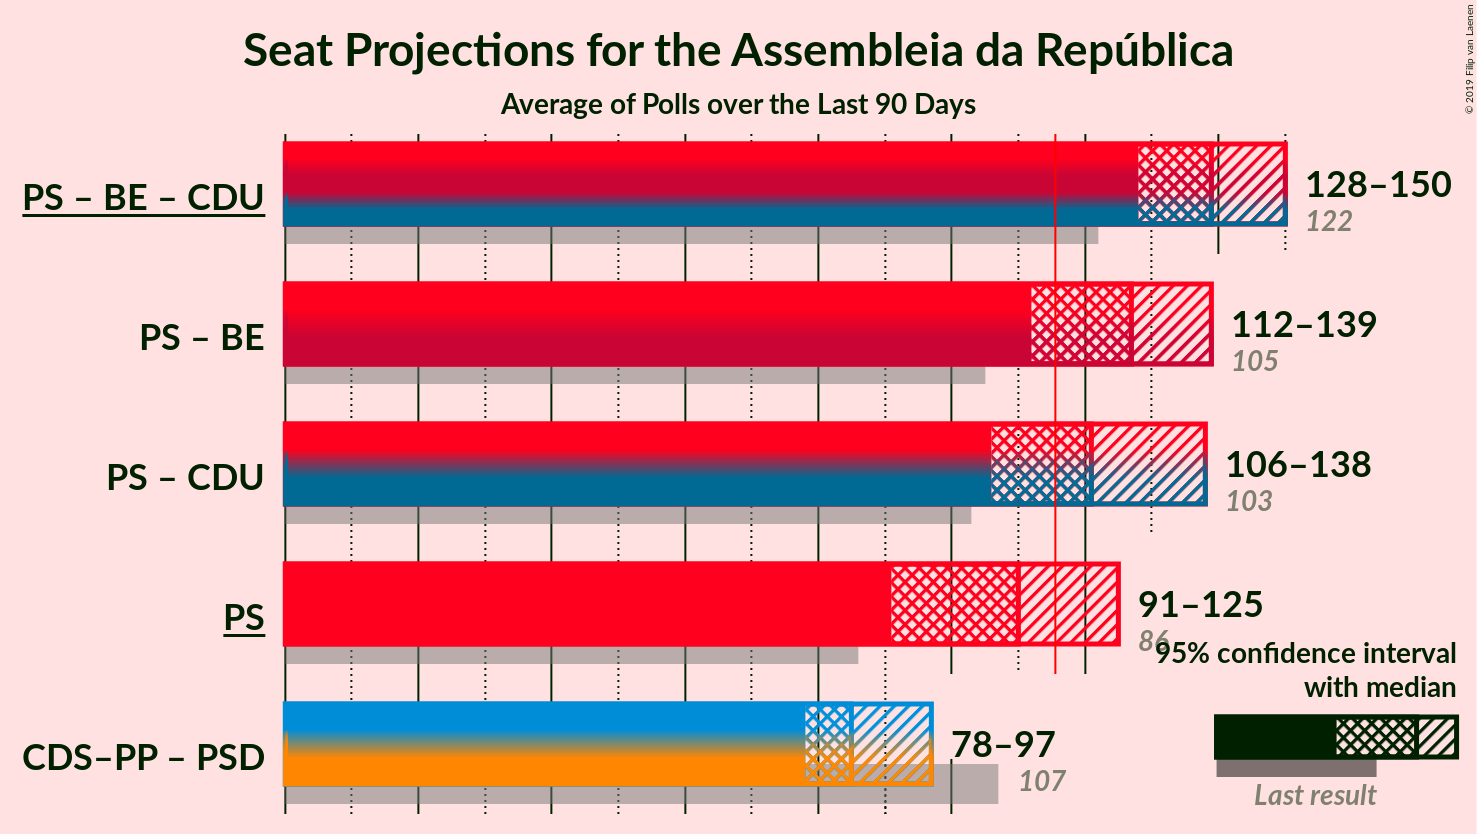 Seat Projections for the Assembleia da República
Average of Polls over the Last 90 Days
© 2019 Filip van Laenen
PS – BE – CDU
128–150
122
PS – BE
112–139
105
PS – CDU
106–138
103
PS
91–125
86
CDS–PP – PSD
78–97
107
95% confidence interval
with median
Last result